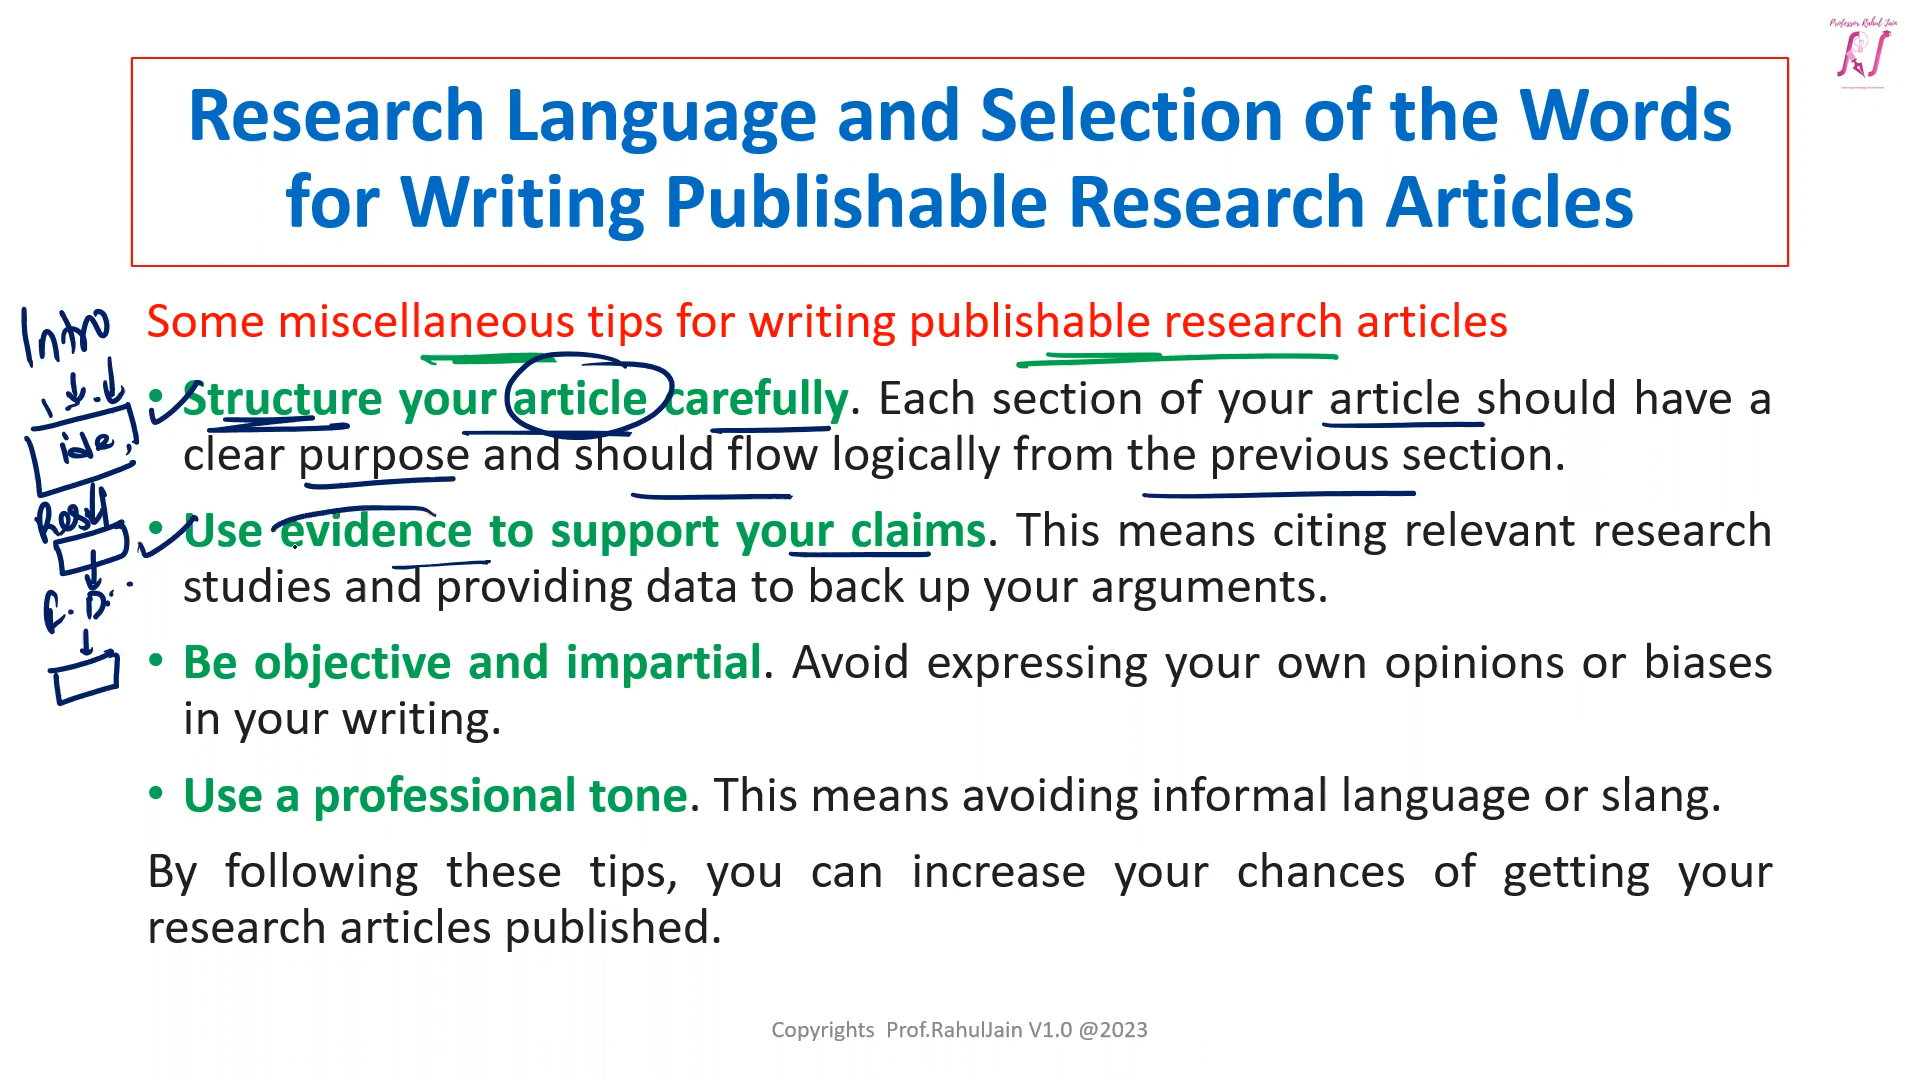 Professor Rahul Jain
Research Language and Selection of the Words
for Writing Publishable Research Articles
Some miscellaneous tips for writing publishable research articles
Intro
• Structure your article carefully. Each section of your article should have a
clear purpose and should flow logically from the previous section.
• Use evidence to support your claims. This means citing relevant research
studies and providing data to back up your arguments.
• Be objective and impartial. Avoid expressing your own opinions or biases
in your writing.
• Use a professional tone. This means avoiding informal language or slang.
By following these tips, you can increase your chances of getting your
research articles published.
Copyrights Prof.RahulJain V1.0 @2023